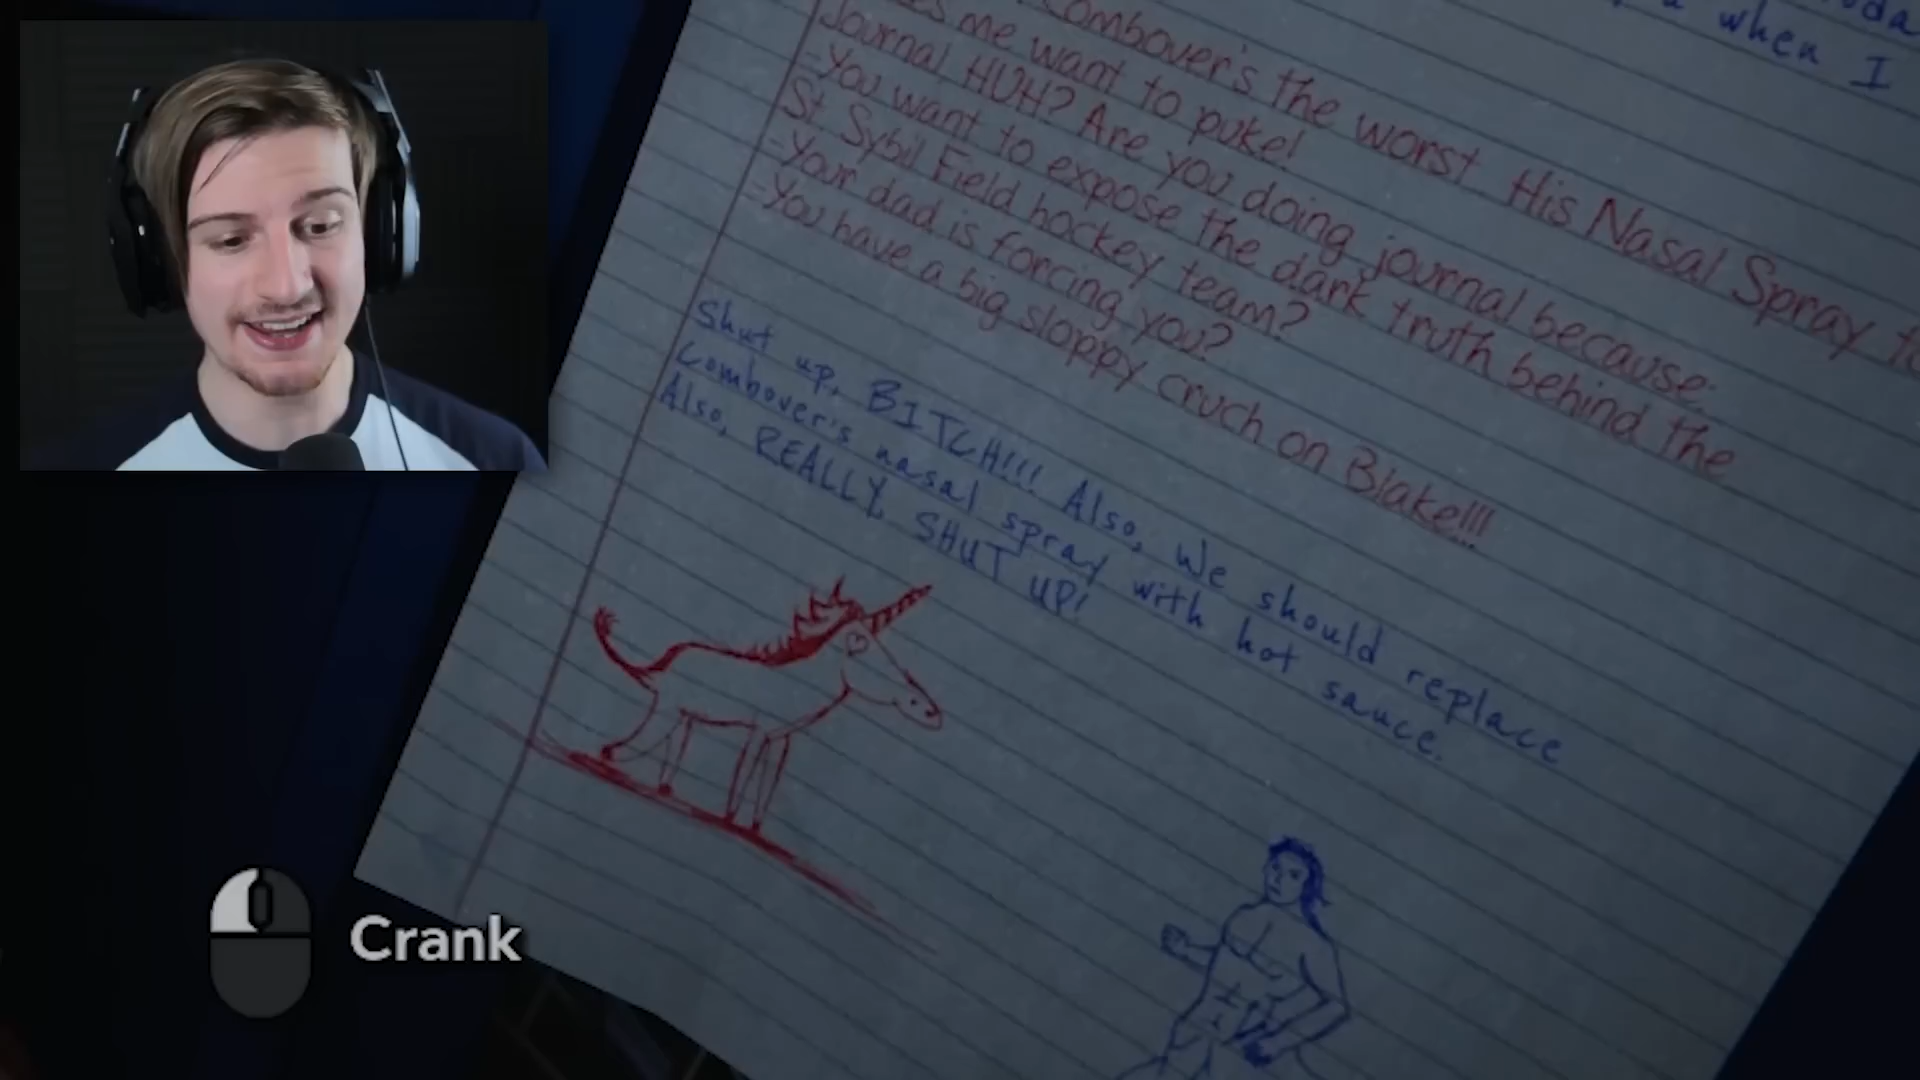 when I
Combover's the worst His Nasal Spray
me want to puke!
Journal HUH? Are you doing journal because:
-You want to expose the dark truth behind the
St Sybil Field hockey team?
-Your dad is forcing you?
-You have a big sloppy cruch on Blake!!!
Shut up, BITCH!!! Also, We should replace
Combover's nasal spray with hot sauce.
Also, REALLY, SHUT UP!
Crank